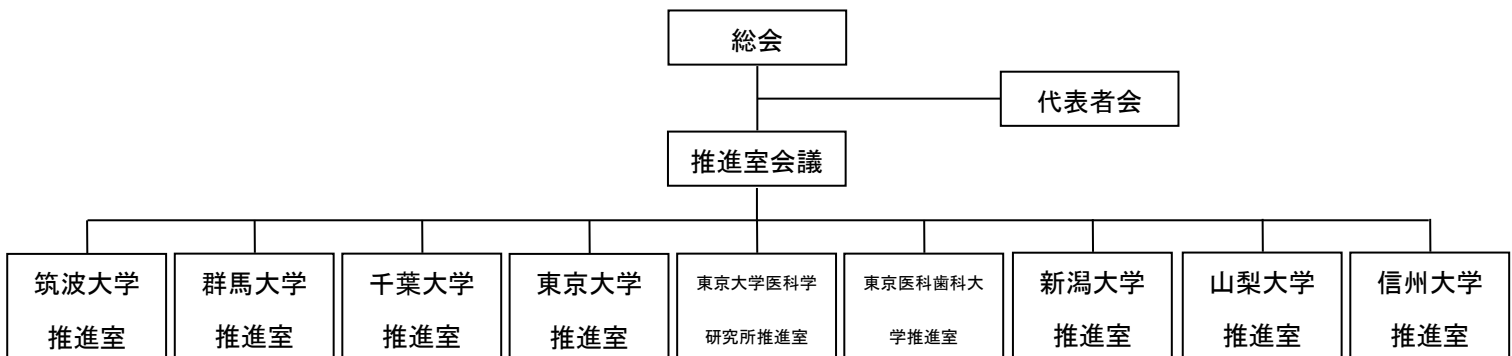 総会
代表者会
推進室会議
筑波大学
推進室
群馬大学
推進室
千葉大学
推進室
東京大学
推進室
東京大学医科学
研究所推進室
東京医科歯科大
学推進室
新潟大学
推進室
山梨大学
推進室
信州大学
推進室